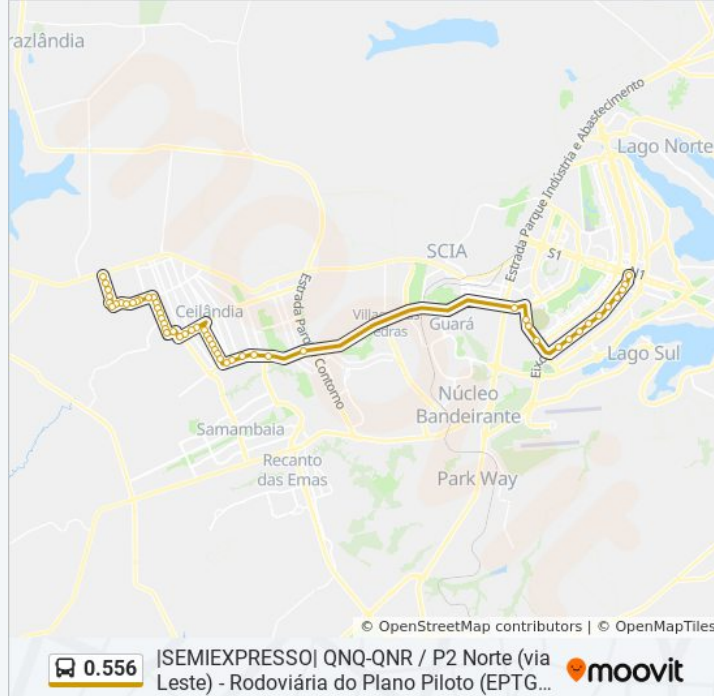 razlândia
Lago Norte
Estrada Parque Indústria e Abastecimento
SCIA
S1
N1
Ceilândia
Estrada Parque Contorno
Guará
Lago Sul
Núcleo
Bandeirante
Samambaia
Recanto
das Emas
Park Way
© OpenStreetMap contributors | © OpenMapTiles
0.556
|SEMIEXPRESSO| QNQ-QNR / P2 Norte (via
Leste) - Rodoviária do Plano Piloto (EPTG...
moovit